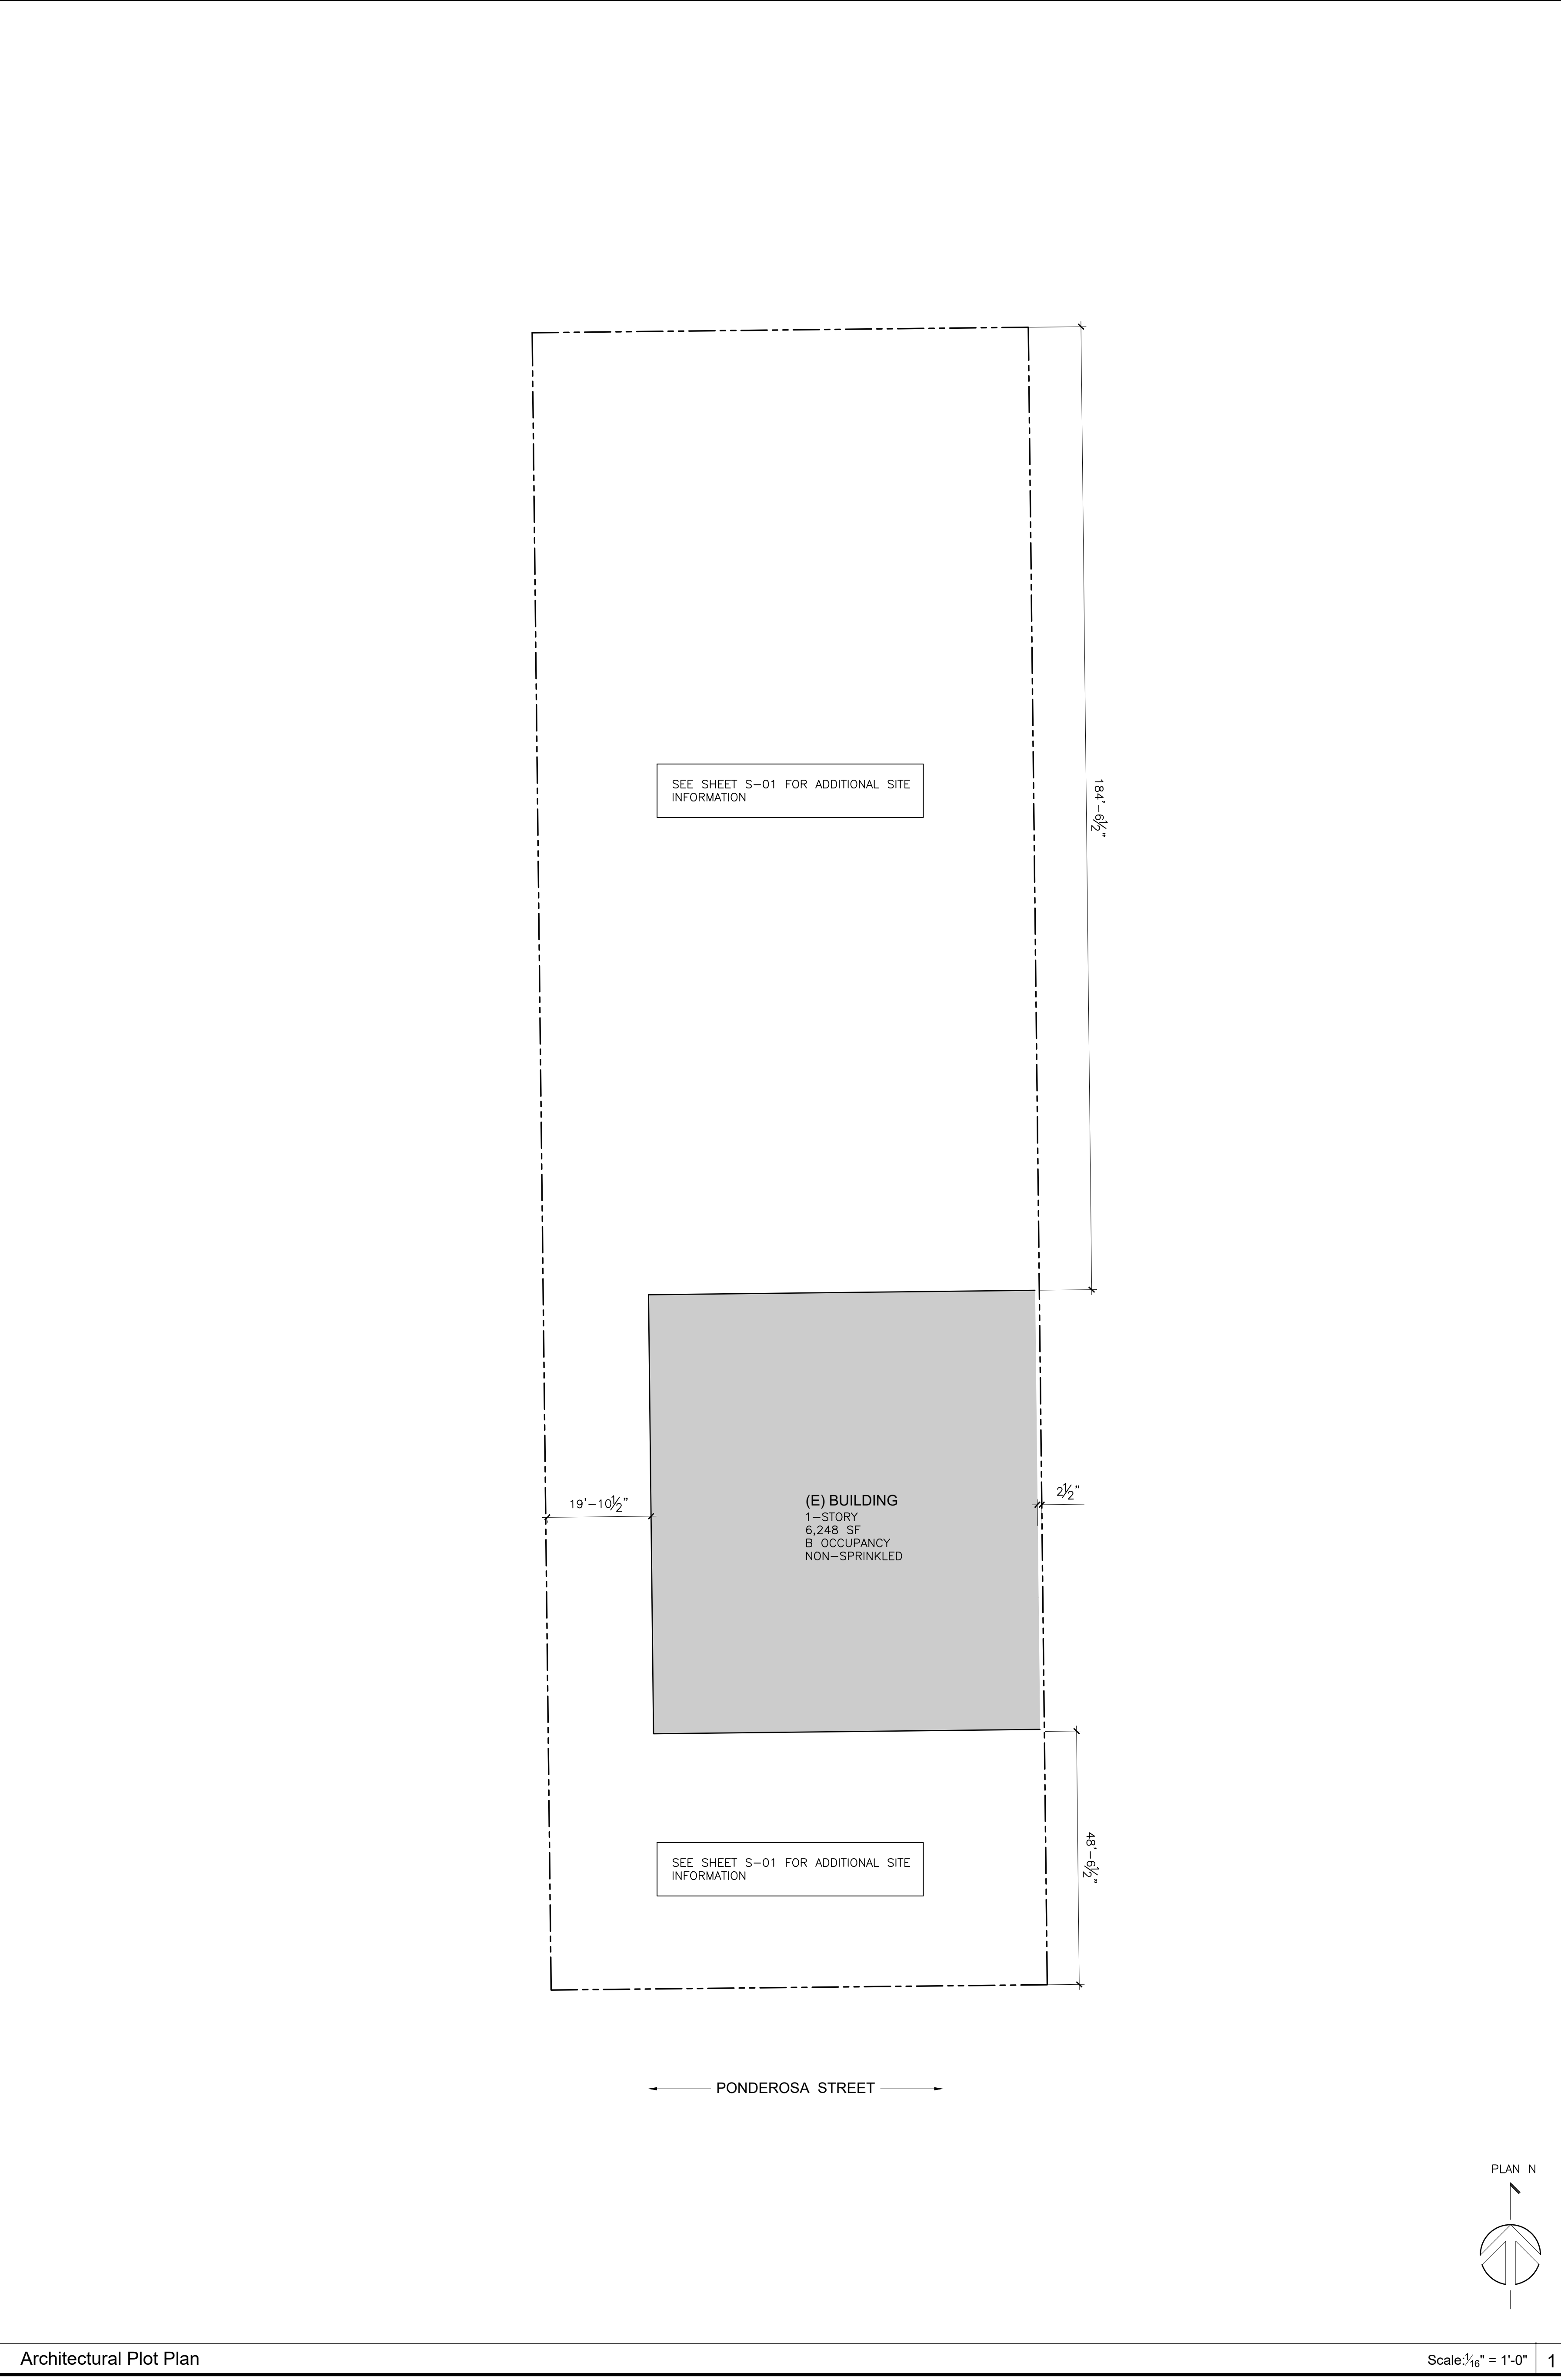 SEE SHEET S-01 FOR ADDITIONAL SITE
INFORMATION
184'-6½"
19'-10½"
2½"
(E) BUILDING
1-STORY
6,248 SF
B OCCUPANCY
NON-SPRINKLED
48'-6½"
SEE SHEET S-01 FOR ADDITIONAL SITE
INFORMATION
PONDEROSA STREET
PLAN N
Architectural Plot Plan
Scale:1⁄16" = 1'-0"
1